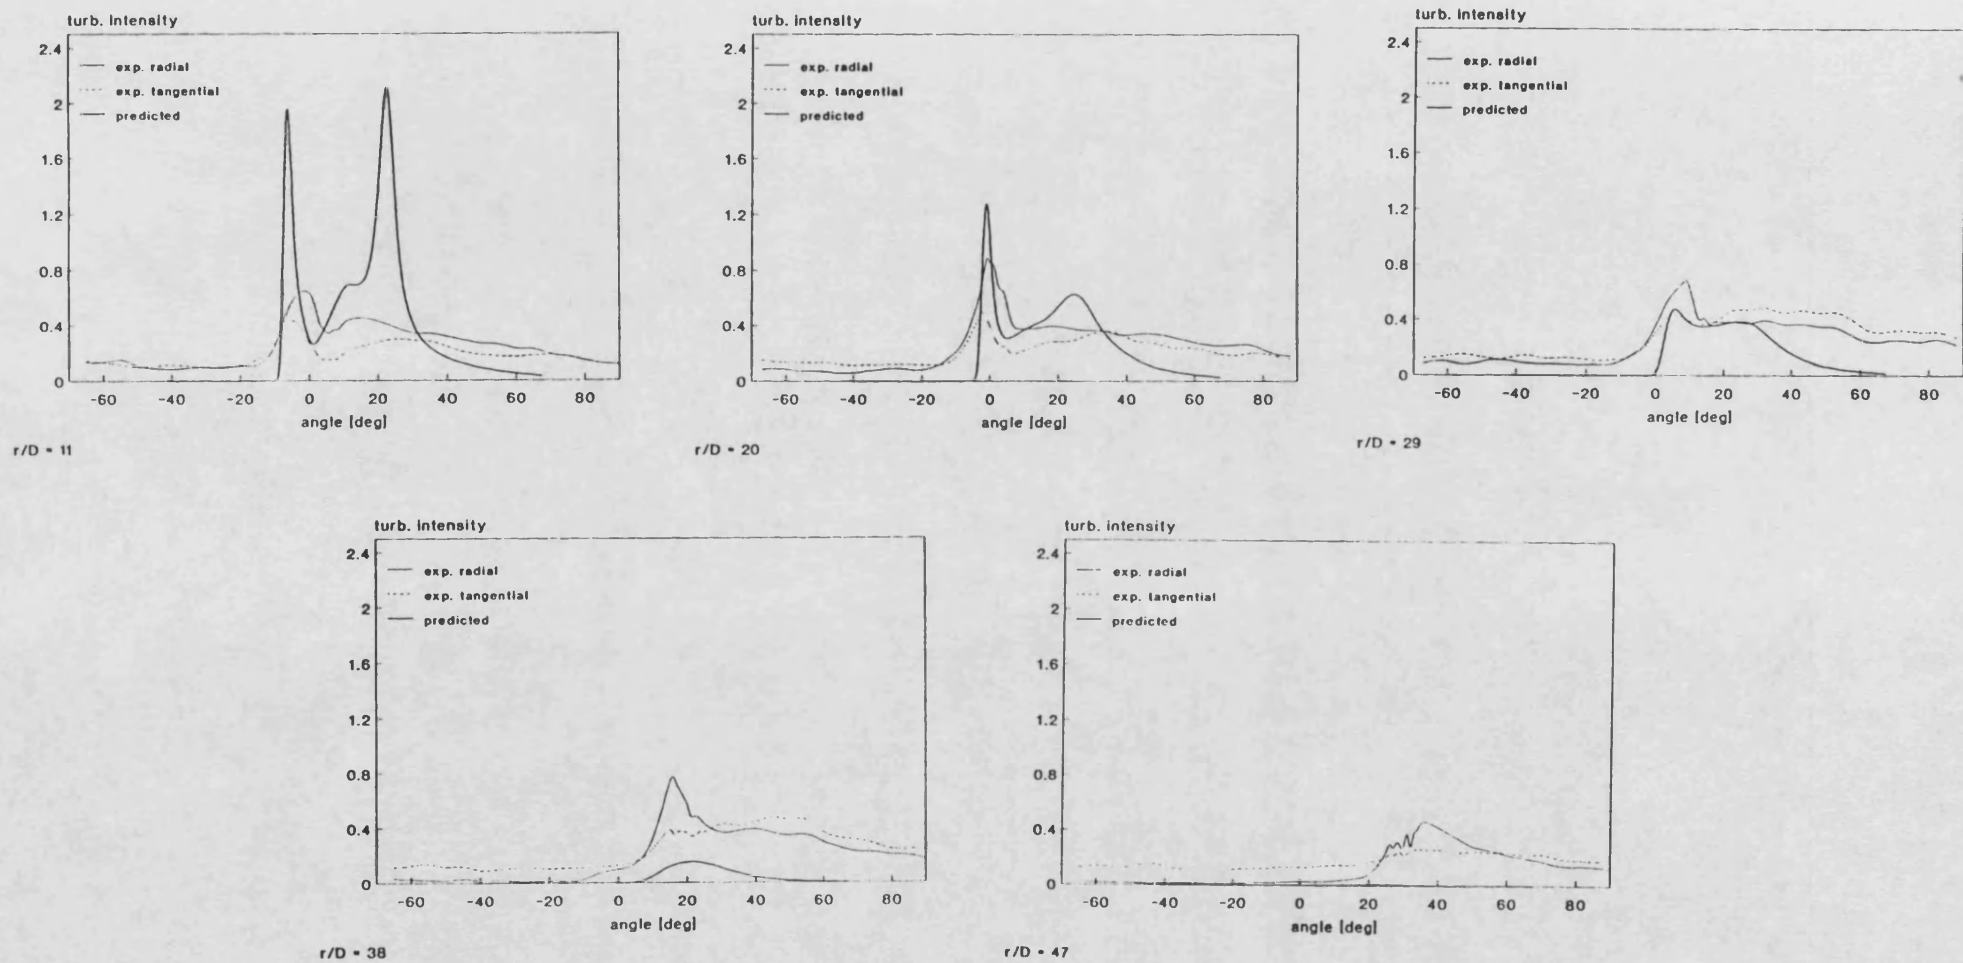 turb. intensity
2.4
2
1.6
1.2
0.8
0.4
0
exp. radial
exp. tangential
predicted
-60 -40 -20 0 20 40 60 80
angle [deg]
r/D = 11
turb. intensity
2.4
2
1.6
1.2
0.8
0.4
0
exp. radial
exp. tangential
predicted
-60 -40 -20 0 20 40 60 80
angle [deg]
r/D = 20
turb. intensity
2.4
2
1.6
1.2
0.8
0.4
0
exp. radial
exp. tangential
predicted
-60 -40 -20 0 20 40 60 80
angle [deg]
r/D = 29
turb. intensity
2.4
2
1.6
1.2
0.8
0.4
0
exp. radial
exp. tangential
predicted
-60 -40 -20 0 20 40 60 80
angle [deg]
r/D = 38
turb. intensity
2.4
2
1.6
1.2
0.8
0.4
0
exp. radial
exp. tangential
predicted
-60 -40 -20 0 20 40 60 80
angle [deg]
r/D = 47